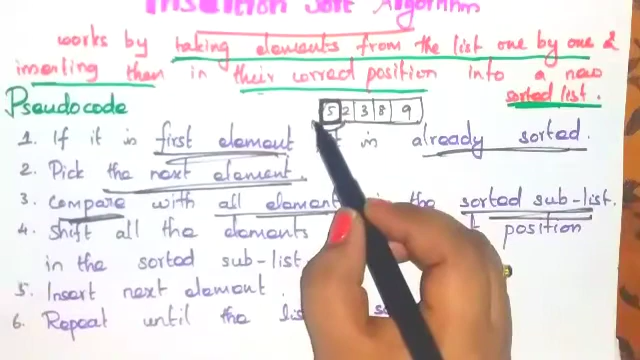 Insertion Sort Algorithm
works by taking elements from the list one by one &
inserting them in their correct position into a new
sorted list.
Pseudocode
5 2 3 8 9
1. If it is first element it is already sorted.
2. Pick the next element.
3. Compare with all element in the sorted sub-list.
4. Shift all the elements position
in the sorted sub-list.
5. Insert next element.
6. Repeat until the